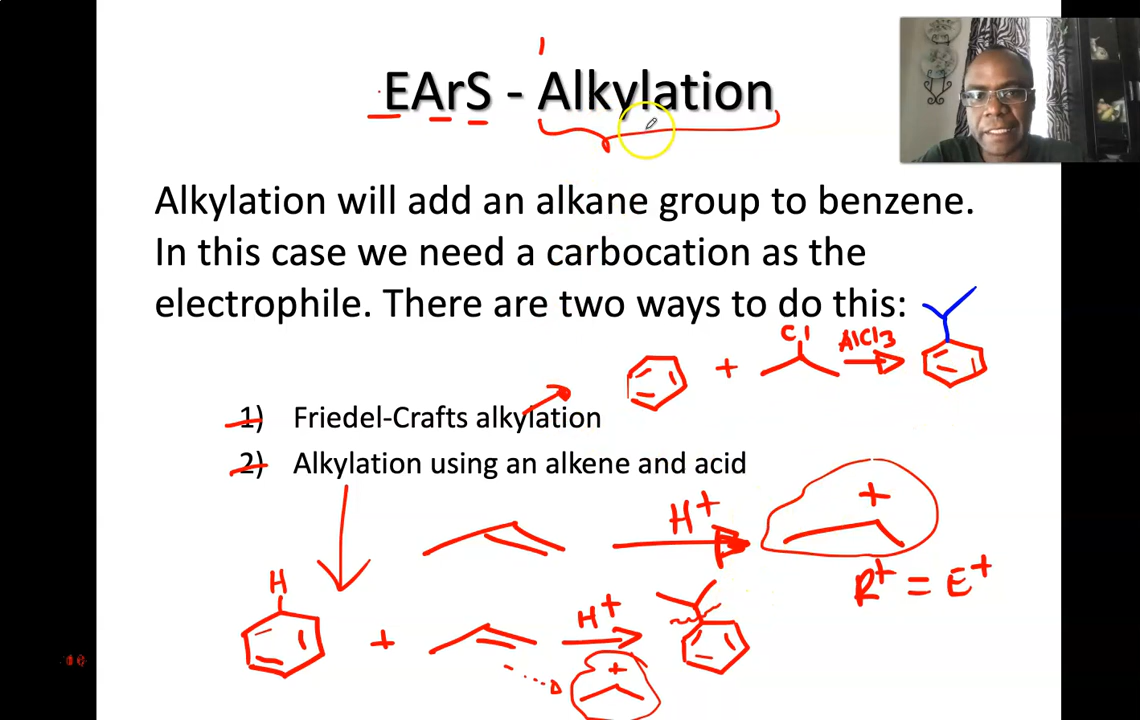 EArS - Alkylation
Alkylation will add an alkane group to benzene.
In this case we need a carbocation as the
electrophile. There are two ways to do this:
Cl
+
AlCl3
1) Friedel-Crafts alkylation
2) Alkylation using an alkene and acid
H+
+
R+ = E+
H
+
H+
+